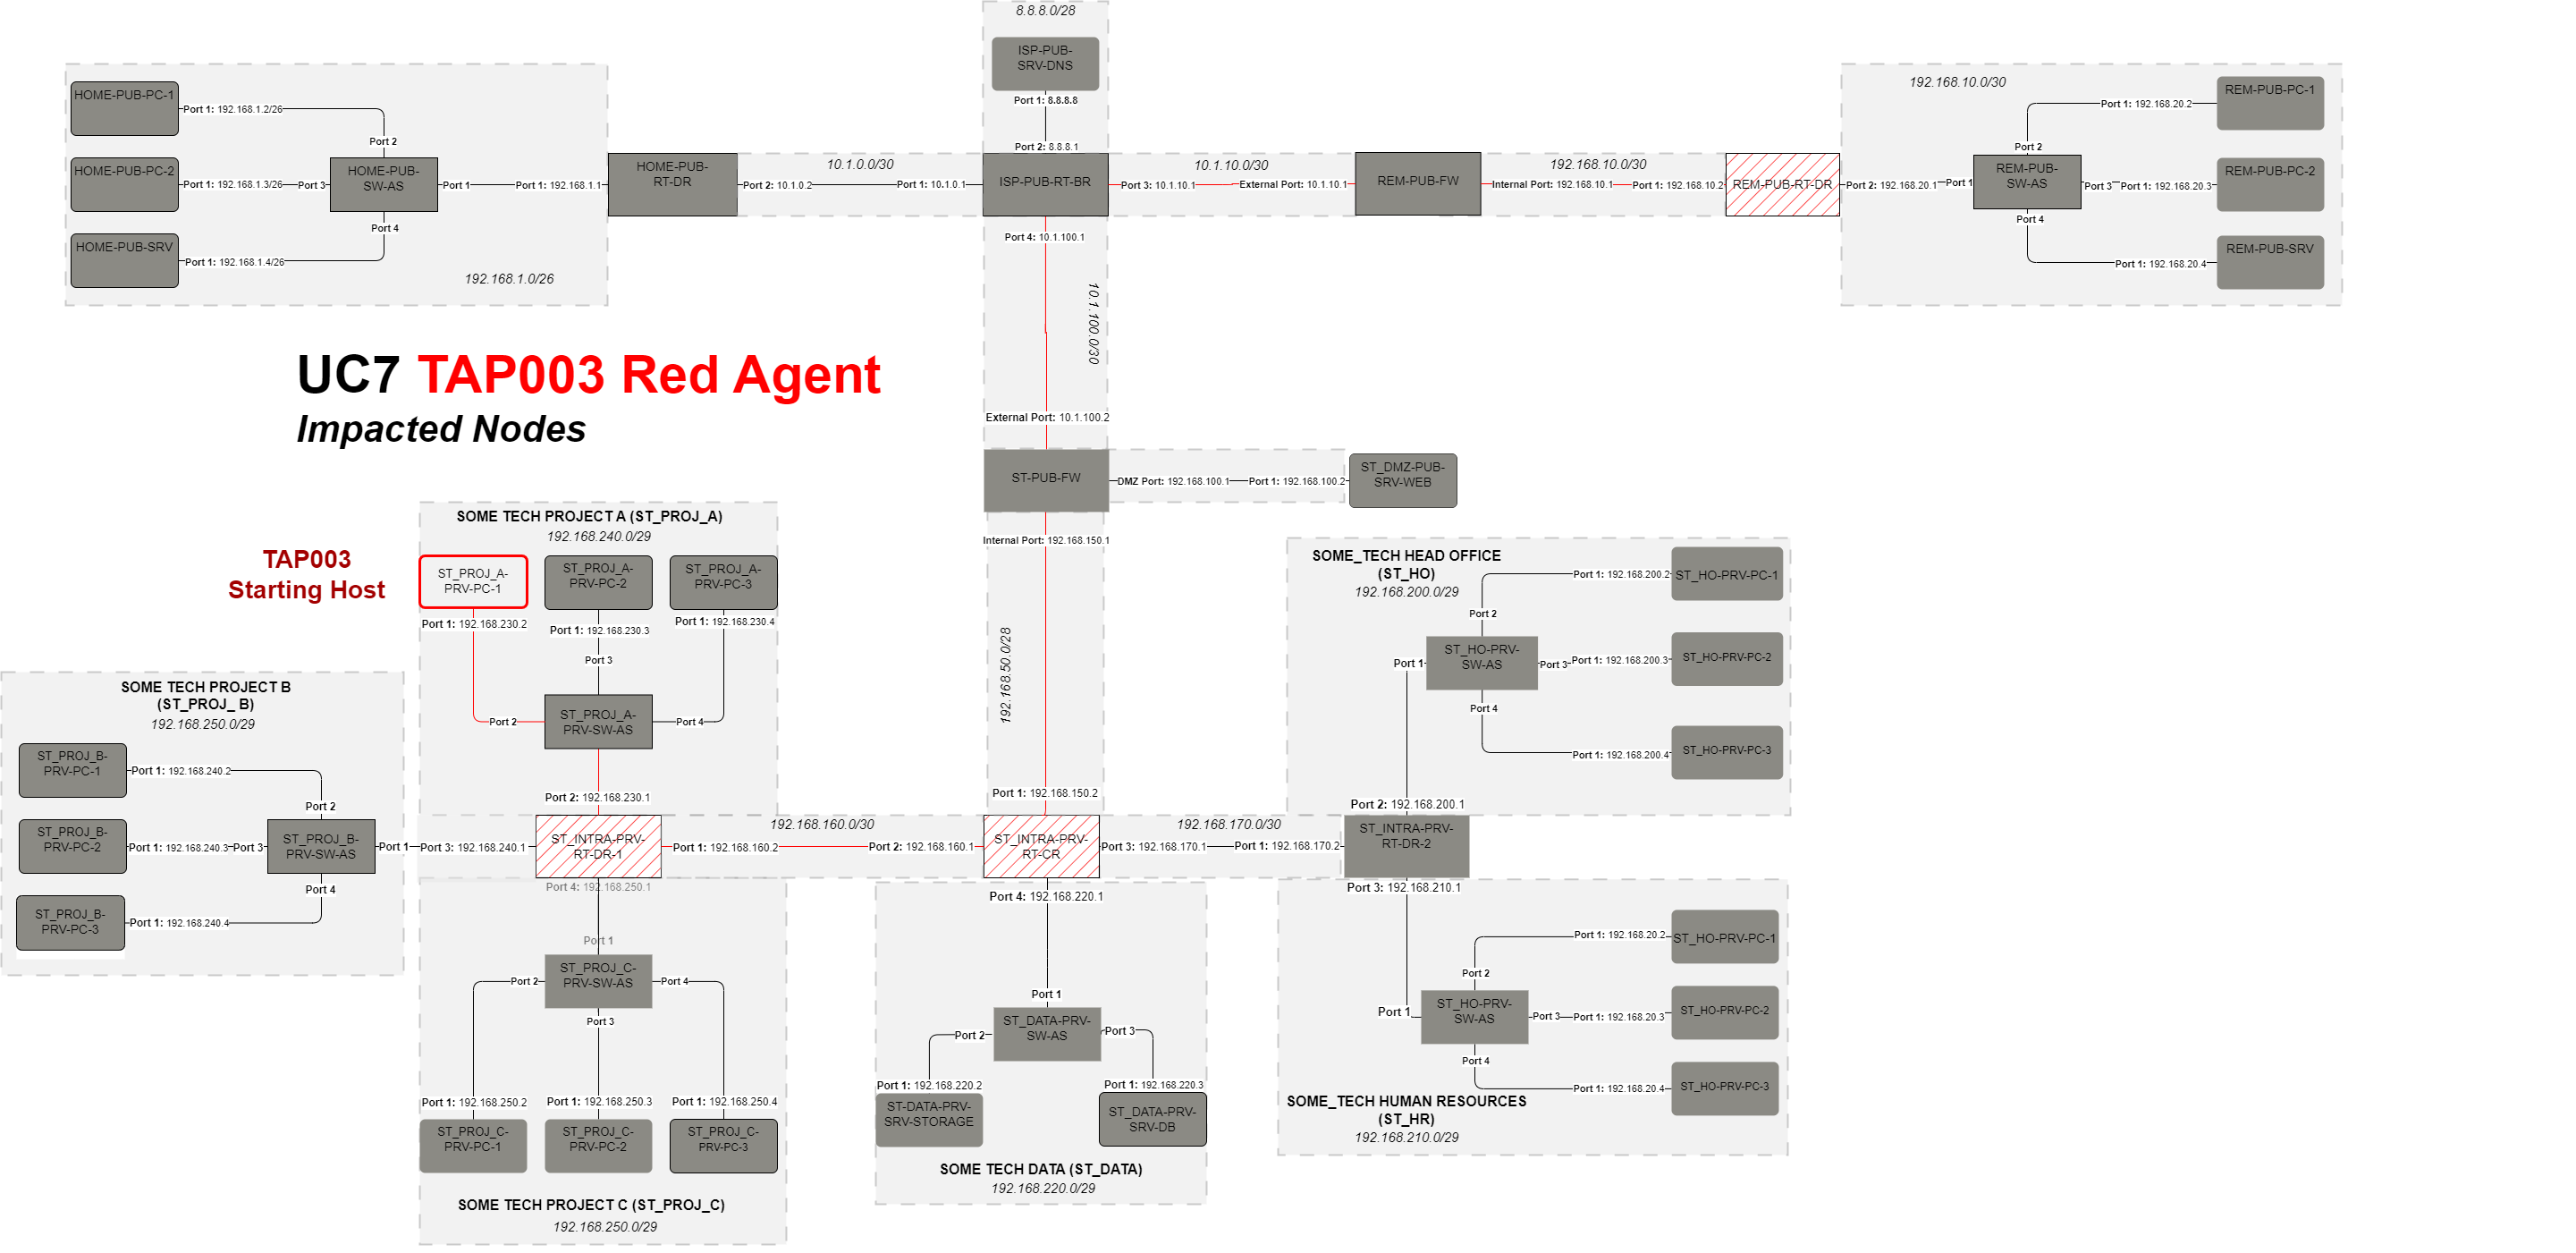 8.8.8.0/28
ISP-PUB-
SRV-DNS
Port 1: 8.8.8.8
Port 2: 8.8.8.1
HOME-PUB-PC-1
Port 1: 192.168.1.2/26
Port 2
HOME-PUB-PC-2
Port 1: 192.168.1.3/26
Port 3
HOME-PUB-
SW-AS
Port 1
Port 1: 192.168.1.1
Port 4
HOME-PUB-SRV
Port 1: 192.168.1.4/26
192.168.1.0/26
HOME-PUB-
RT-DR
10.1.0.0/30
Port 2: 10.1.0.2
Port 1: 10.1.0.1
ISP-PUB-RT-BR
10.1.10.0/30
Port 3: 10.1.10.1
External Port: 10.1.10.1
REM-PUB-FW
192.168.10.0/30
Internal Port: 192.168.10.1
Port 1: 192.168.10.2
REM-PUB-RT-DR
192.168.10.0/30
Port 2: 192.168.20.1
Port 1
REM-PUB-
SW-AS
Port 2
Port 1: 192.168.20.2
REM-PUB-PC-1
Port 3
Port 1: 192.168.20.3
REM-PUB-PC-2
Port 4
Port 1: 192.168.20.4
REM-PUB-SRV
Port 4: 10.1.100.1
10.1.100.0/30
External Port: 10.1.100.2
UC7 TAP003 Red Agent
Impacted Nodes
ST-PUB-FW
DMZ Port: 192.168.100.1
Port 1: 192.168.100.2
ST_DMZ-PUB-
SRV-WEB
Internal Port: 192.168.150.1
192.168.50.0/28
Port 1: 192.168.150.2
SOME TECH PROJECT A (ST_PROJ_A)
192.168.240.0/29
TAP003
Starting Host
ST_PROJ_A-
PRV-PC-1
ST_PROJ_A-
PRV-PC-2
ST_PROJ_A-
PRV-PC-3
Port 1: 192.168.230.2
Port 1: 192.168.230.3
Port 1: 192.168.230.4
Port 3
Port 2
ST_PROJ_A-
PRV-SW-AS
Port 4
Port 2: 192.168.230.1
SOME TECH PROJECT B
(ST_PROJ_ B)
192.168.250.0/29
ST_PROJ_B-
PRV-PC-1
Port 1: 192.168.240.2
Port 2
ST_PROJ_B-
PRV-PC-2
Port 1: 192.168.240.3
Port 3
ST_PROJ_B-
PRV-SW-AS
Port 1
Port 3: 192.168.240.1
Port 4
ST_PROJ_B-
PRV-PC-3
Port 1: 192.168.240.4
ST_INTRA-PRV-
RT-DR-1
192.168.160.0/30
Port 1: 192.168.160.2
Port 2: 192.168.160.1
ST_INTRA-PRV-
RT-CR
192.168.170.0/30
Port 3: 192.168.170.1
Port 1: 192.168.170.2
ST_INTRA-PRV-
RT-DR-2
SOME_TECH HEAD OFFICE
(ST_HO)
192.168.200.0/29
Port 1: 192.168.200.2
ST_HO-PRV-PC-1
Port 2
ST_HO-PRV-
SW-AS
Port 1
Port 3
Port 1: 192.168.200.3
ST_HO-PRV-PC-2
Port 4
Port 1: 192.168.200.4
ST_HO-PRV-PC-3
Port 2: 192.168.200.1
Port 3: 192.168.210.1
Port 4: 192.168.250.1
Port 1
ST_PROJ_C-
PRV-SW-AS
Port 2
Port 4
Port 3
Port 1: 192.168.250.2
Port 1: 192.168.250.3
Port 1: 192.168.250.4
ST_PROJ_C-
PRV-PC-1
ST_PROJ_C-
PRV-PC-2
ST_PROJ_C-
PRV-PC-3
SOME TECH PROJECT C (ST_PROJ_C)
192.168.250.0/29
Port 4: 192.168.220.1
Port 1
ST_DATA-PRV-
SW-AS
Port 2
Port 3
Port 1: 192.168.220.2
Port 1: 192.168.220.3
ST-DATA-PRV-
SRV-STORAGE
ST_DATA-PRV-
SRV-DB
SOME TECH DATA (ST_DATA)
192.168.220.0/29
Port 1: 192.168.20.2
ST_HO-PRV-PC-1
Port 2
Port 1
ST_HO-PRV-
SW-AS
Port 3
Port 1: 192.168.20.3
ST_HO-PRV-PC-2
Port 4
Port 1: 192.168.20.4
ST_HO-PRV-PC-3
SOME_TECH HUMAN RESOURCES
(ST_HR)
192.168.210.0/29